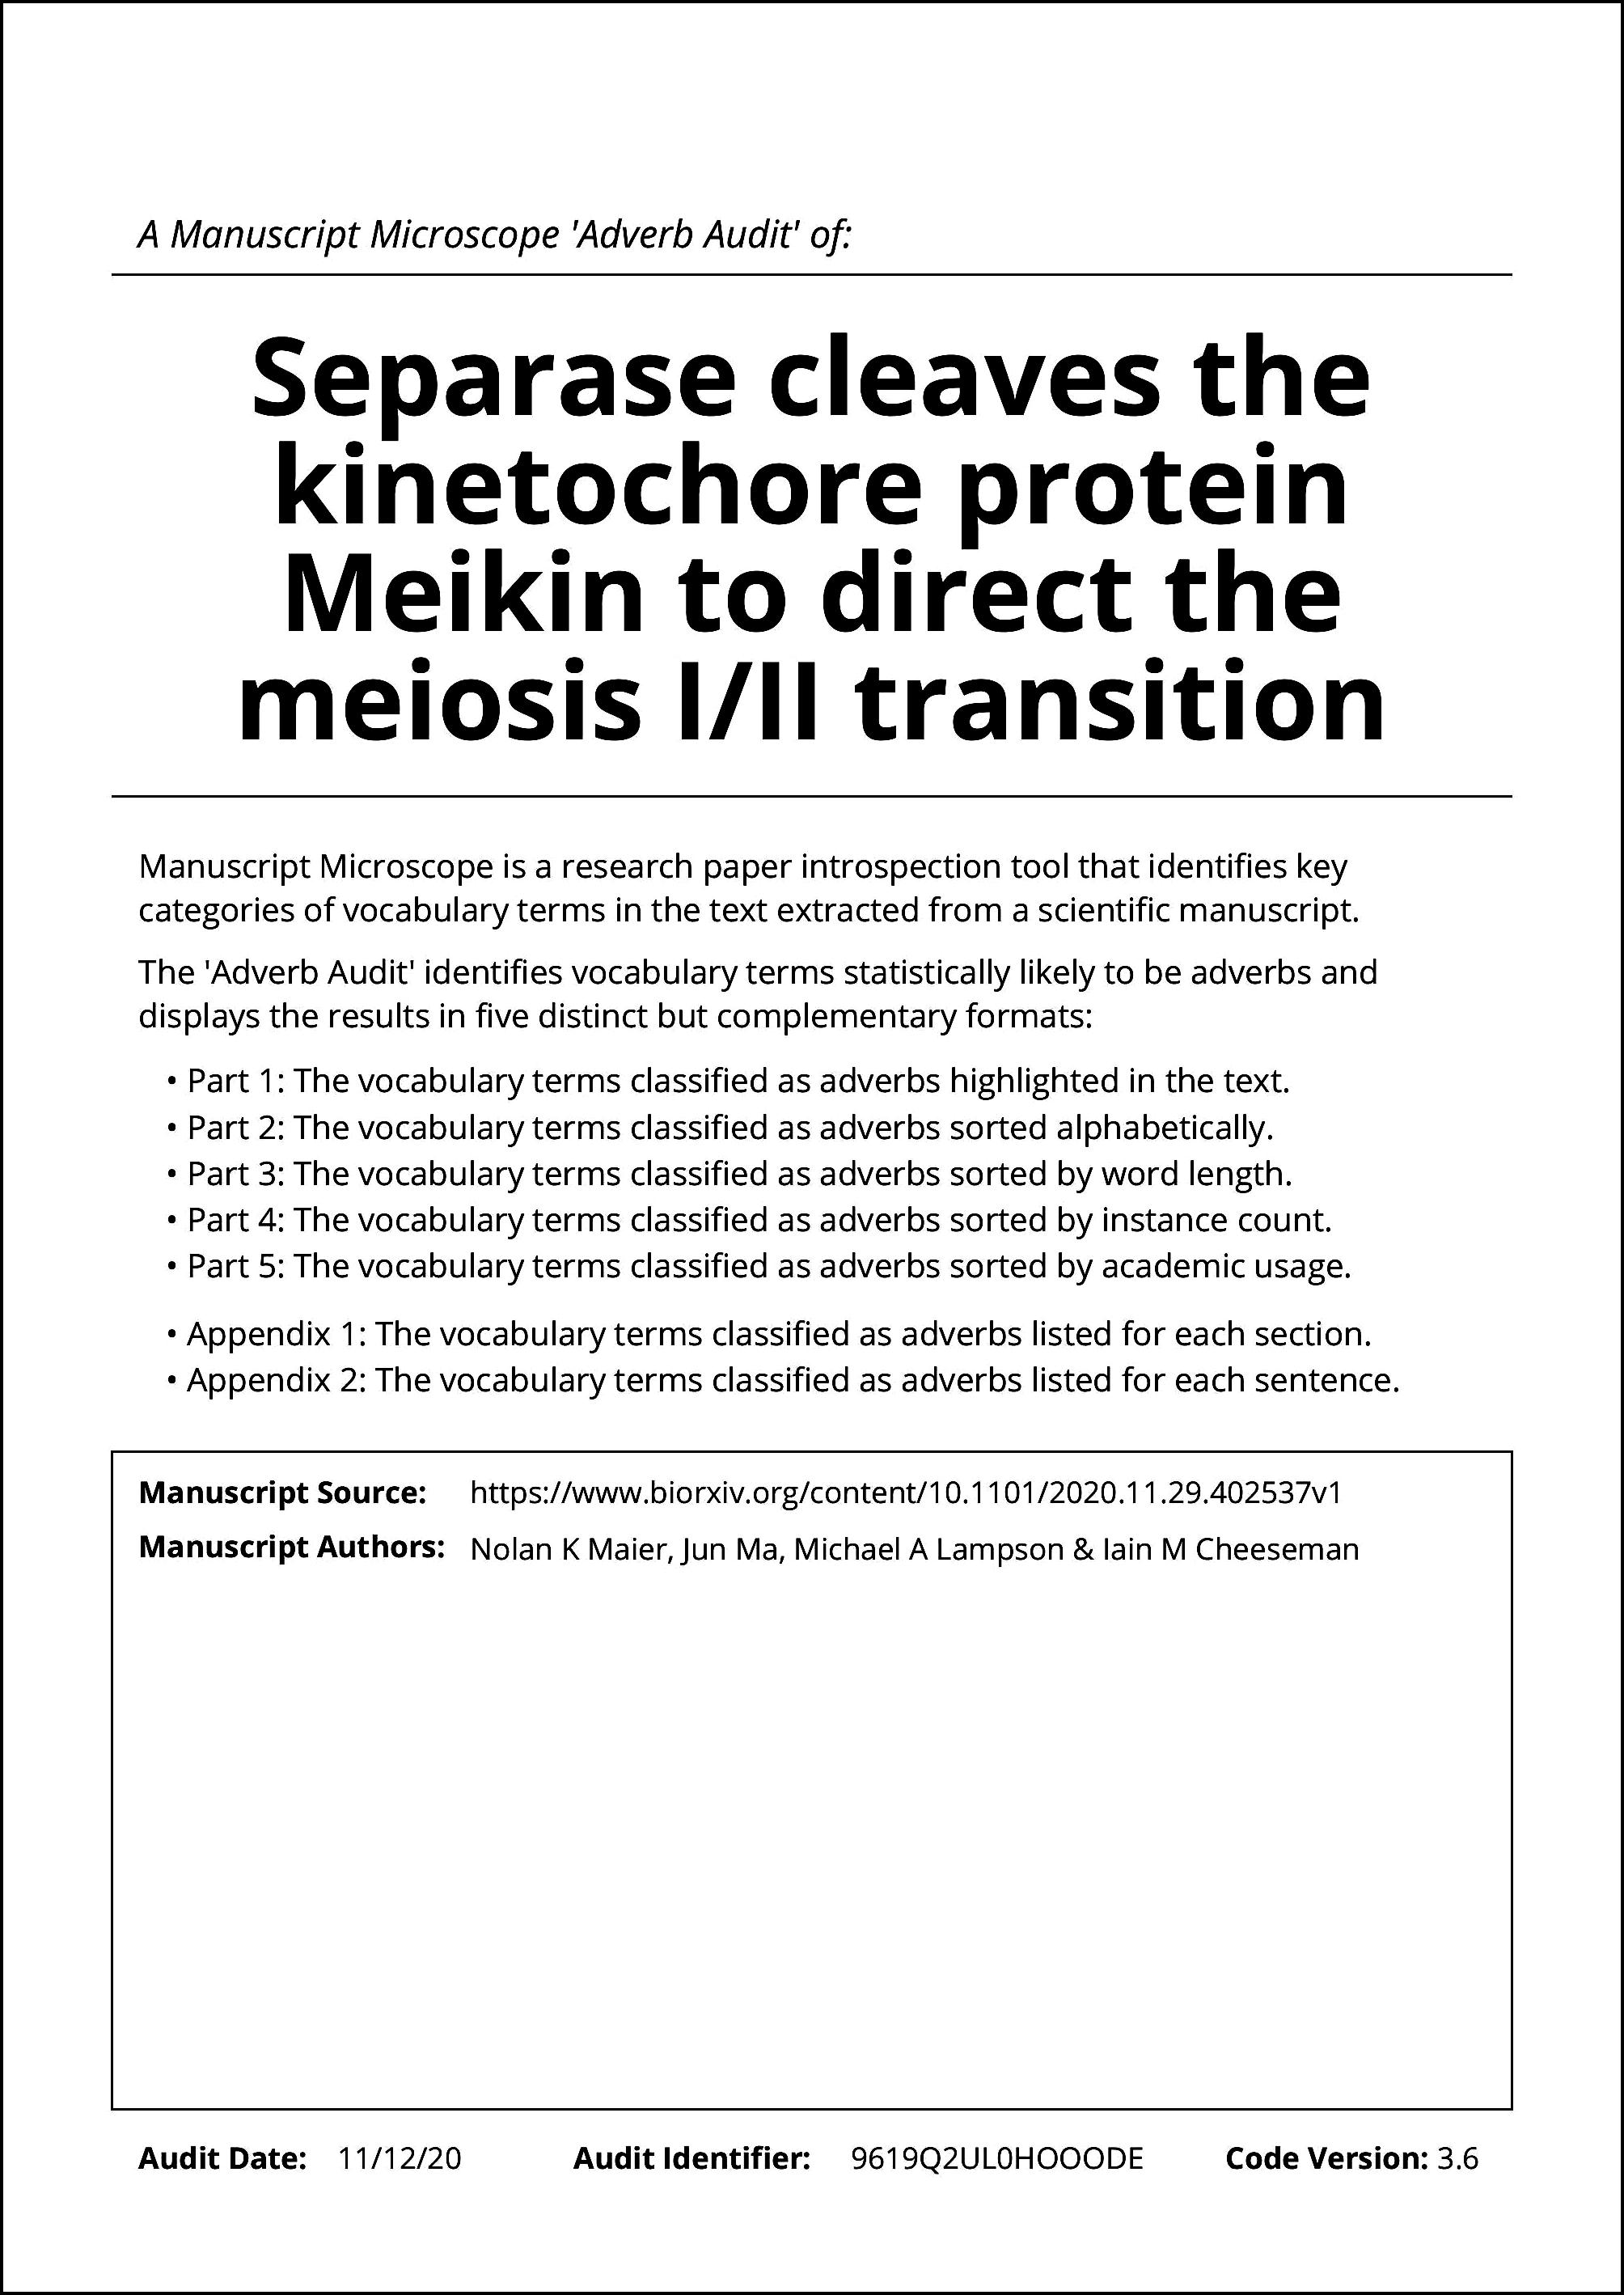 A Manuscript Microscope 'Adverb Audit' of:
Separase cleaves the
kinetochore protein
Meikin to direct the
meiosis I/II transition
Manuscript Microscope is a research paper introspection tool that identifies key
categories of vocabulary terms in the text extracted from a scientific manuscript.
The 'Adverb Audit' identifies vocabulary terms statistically likely to be adverbs and
displays the results in five distinct but complementary formats:
• Part 1: The vocabulary terms classified as adverbs highlighted in the text.
• Part 2: The vocabulary terms classified as adverbs sorted alphabetically.
• Part 3: The vocabulary terms classified as adverbs sorted by word length.
• Part 4: The vocabulary terms classified as adverbs sorted by instance count.
• Part 5: The vocabulary terms classified as adverbs sorted by academic usage.
• Appendix 1: The vocabulary terms classified as adverbs listed for each section.
• Appendix 2: The vocabulary terms classified as adverbs listed for each sentence.
Manuscript Source: https://www.biorxiv.org/content/10.1101/2020.11.29.402537v1
Manuscript Authors: Nolan K Maier, Jun Ma, Michael A Lampson & Iain M Cheeseman
Audit Date: 11/12/20 Audit Identifier: 9619Q2UL0HOOODE Code Version: 3.6